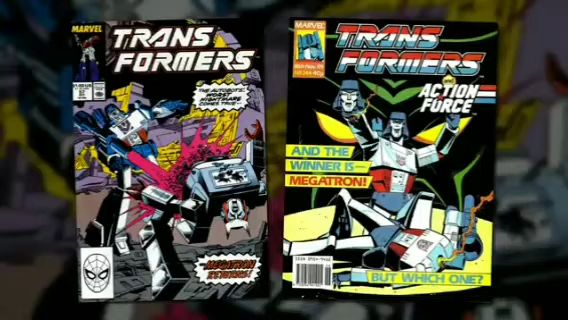 MARVEL
TRANS
FORMERS
THE AUTOBOTS'
WORST
NIGHTMARE
COMES TRUE!
MEGATRON
RETURNS!
MARVEL
40p
TRANS
FORMERS
ACTION
FORCE
AND THE
WINNER IS—
MEGATRON!
BUT WHICH ONE?